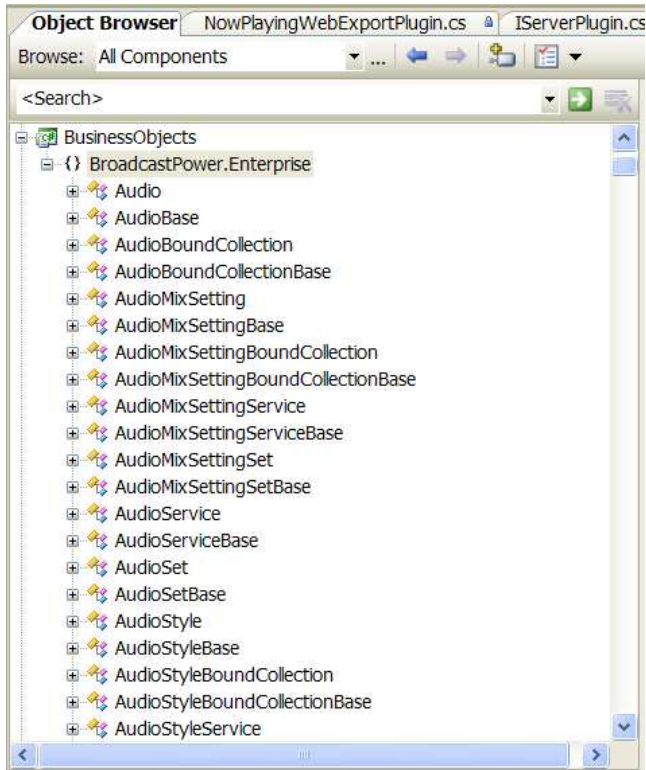 Object Browser NowPlayingWebExportPlugin.cs IServerPlugin.cs
Browse: All Components ...
<Search>
BusinessObjects
{} BroadcastPower.Enterprise
Audio
AudioBase
AudioBoundCollection
AudioBoundCollectionBase
AudioMixSetting
AudioMixSettingBase
AudioMixSettingBoundCollection
AudioMixSettingBoundCollectionBase
AudioMixSettingService
AudioMixSettingServiceBase
AudioMixSettingSet
AudioMixSettingSetBase
AudioService
AudioServiceBase
AudioSet
AudioSetBase
AudioStyle
AudioStyleBase
AudioStyleBoundCollection
AudioStyleBoundCollectionBase
AudioStyleService